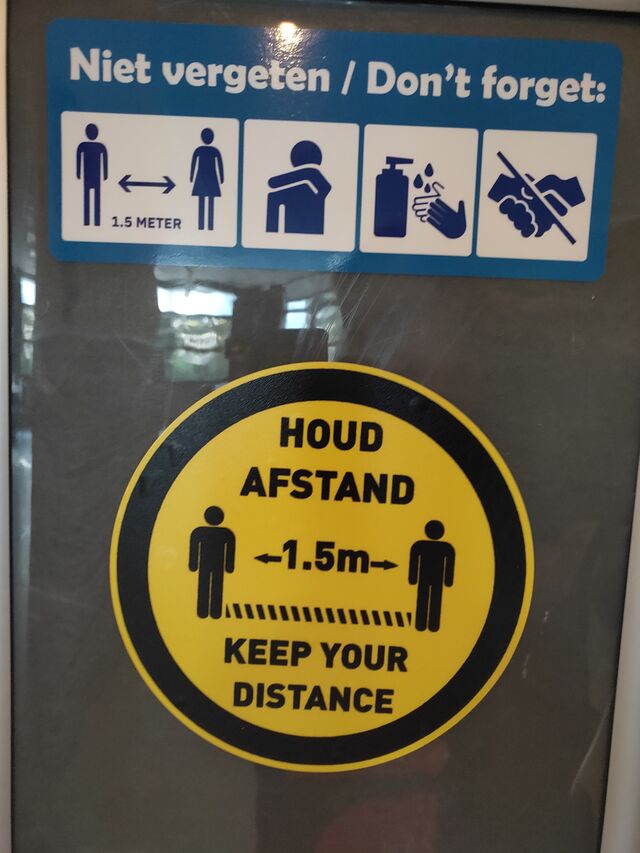 Niet vergeten / Don't forget:
1.5 METER
HOUD
AFSTAND
1.5m
KEEP YOUR
DISTANCE